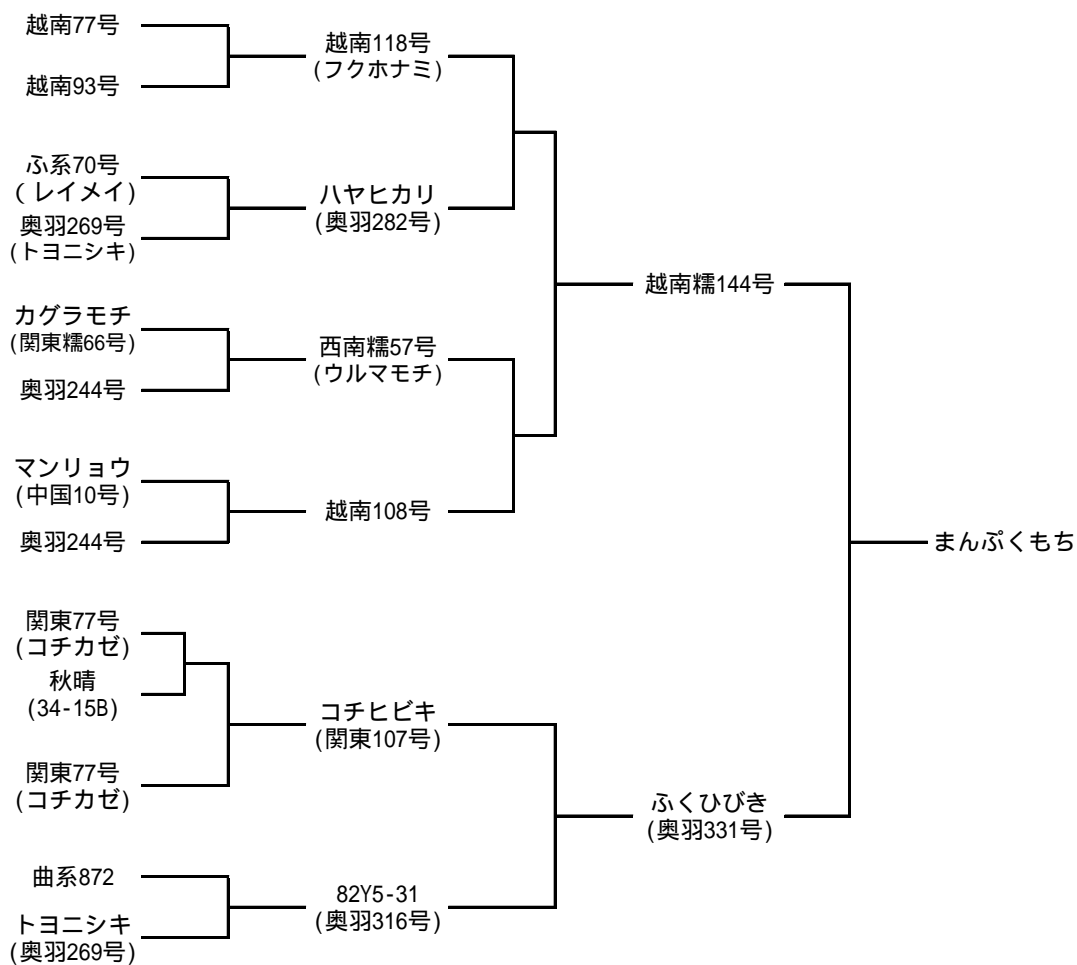 越南77号
越南93号
越南118号
(フクホナミ)
ふ系70号
(レイメイ)
奥羽269号
(トヨニシキ)
ハヤヒカリ
(奥羽282号)
カグラモチ
(関東糯66号)
奥羽244号
西南糯57号
(ウルマモチ)
マンリョウ
(中国10号)
奥羽244号
越南108号
越南糯144号
関東77号
(コチカゼ)
秋晴
(34-15B)
関東77号
(コチカゼ)
コチヒビキ
(関東107号)
曲系872
トヨニシキ
(奥羽269号)
82Y5-31
(奥羽316号)
ふくひびき
(奥羽331号)
まんぷくもち